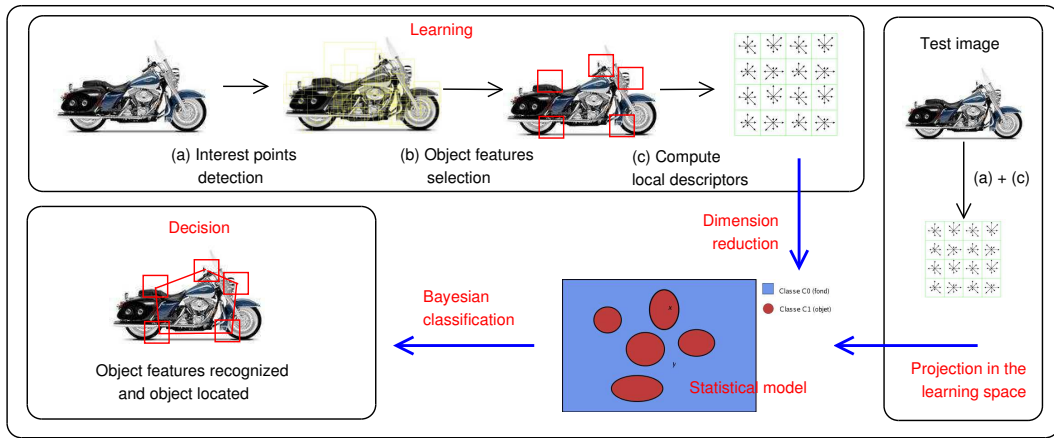 Learning
(a) Interest points
detection
(b) Object features
selection
(c) Compute
local descriptors
Test image
(a) + (c)
Dimension
reduction
Decision
Bayesian
classification
Object features recognized
and object located
Classe C0 (fond)
Classe C1 (objet)
x
y
Statistical model
Projection in the
learning space